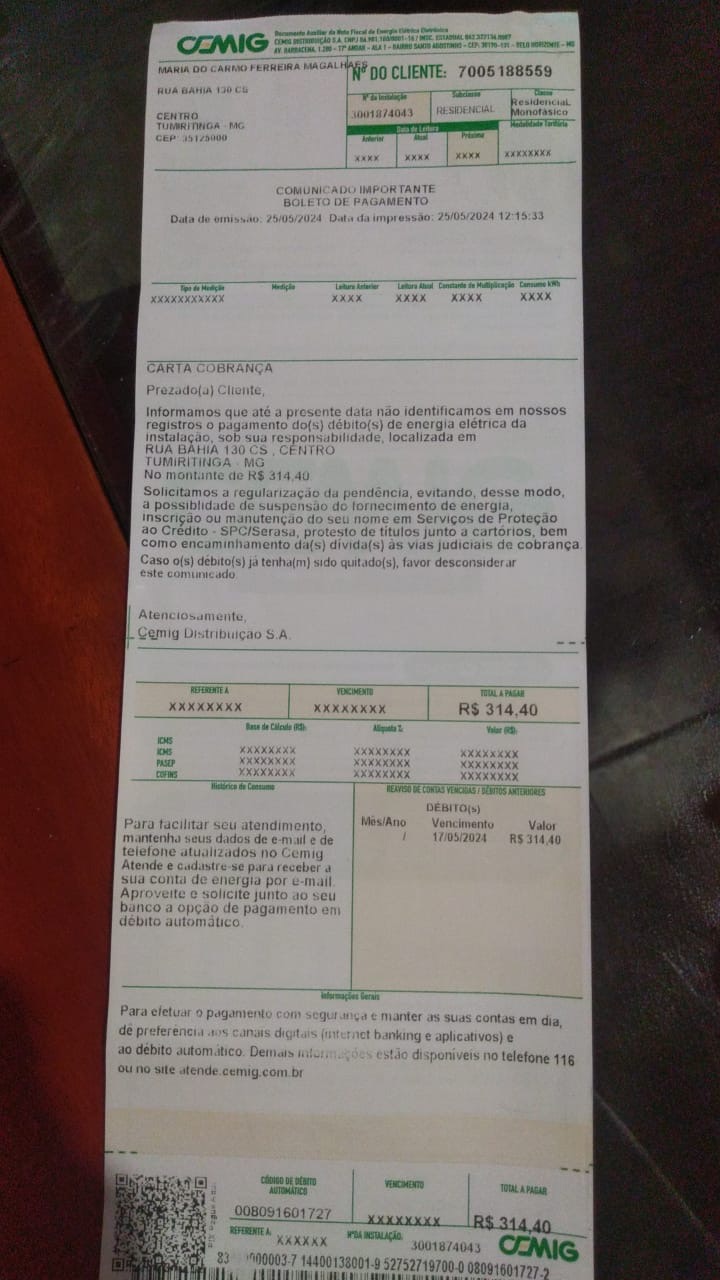 CEMIG
Documento Auxiliar da Nota Fiscal de Energia Elétrica Eletrônica
CEMIG DISTRIBUIÇÃO S.A. CNPJ 06.981.180/0001-16 / INSC. ESTADUAL 062.322136.0087
AV. BARBACENA, 1.200 - 17º ANDAR - ALA 1 - BAIRRO SANTO AGOSTINHO - CEP: 30190-131 - BELO HORIZONTE - MG
MARIA DO CARMO FERREIRA MAGALHAES
Nº DO CLIENTE: 7005188559
RUA BAHIA 130 CS
CENTRO
TUMIRITINGA - MG
CEP: 35125000
Nº da Instalação Subclasse Classe
3001874043 RESIDENCIAL Residencial
Monofásico
Data de Leitura Modalidade Tarifária
Anterior Atual Próxima
XXXX XXXX XXXX XXXXXXXX
COMUNICADO IMPORTANTE
BOLETO DE PAGAMENTO
Data de emissão: 25/05/2024 Data da impressão: 25/05/2024 12:15:33
Tipo de Medição Medição Leitura Anterior Leitura Atual Constante de Multiplicação Consumo kWh
XXXXXXXXXXX XXXX XXXX XXXX XXXX
CARTA COBRANÇA
Prezado(a) Cliente,
Informamos que até a presente data não identificamos em nossos
registros o pagamento do(s) débito(s) de energia elétrica da
instalação, sob sua responsabilidade, localizada em
RUA BAHIA 130 CS , CENTRO
TUMIRITINGA - MG
No montante de R$ 314,40.
Solicitamos a regularização da pendência, evitando, desse modo,
a possiblidade de suspensão do fornecimento de energia,
inscrição ou manutenção do seu nome em Serviços de Proteção
ao Crédito - SPC/Serasa, protesto de títulos junto a cartórios, bem
como encaminhamento da(s) dívida(s) às vias judiciais de cobrança.
Caso o(s) débito(s) já tenha(m) sido quitado(s), favor desconsiderar
este comunicado.
Atenciosamente,
Cemig Distribuição S.A.
REFERENTE A VENCIMENTO TOTAL A PAGAR
XXXXXXXX XXXXXXXX R$ 314,40
Base de Cálculo (R$): Alíquota %: Valor (R$):
ICMS
ICMS XXXXXXXX XXXXXXXX XXXXXXXX
PASEP XXXXXXXX XXXXXXXX XXXXXXXX
COFINS XXXXXXXX XXXXXXXX XXXXXXXX
Histórico de Consumo
REAVISO DE CONTAS VENCIDAS / DÉBITOS ANTERIORES
DÉBITO(s)
Mês/Ano Vencimento Valor
/ 17/05/2024 R$ 314,40
Para facilitar seu atendimento,
mantenha seus dados de e-mail e de
telefone atualizados no Cemig
Atende e cadastre-se para receber a
sua conta de energia por e-mail.
Aproveite e solicite junto ao seu
banco a opção de pagamento em
débito automático.
Informações Gerais
Para efetuar o pagamento com segurança e manter as suas contas em dia,
dê preferência aos canais digitais (internet banking e aplicativos) e
ao débito automático. Demais informações estão disponíveis no telefone 116
ou no site atende.cemig.com.br
CÓDIGO DE DÉBITO
AUTOMÁTICO VENCIMENTO TOTAL A PAGAR
008091601727 XXXXXXXX R$ 314,40
REFERENTE A: XXXXXX Nº DA INSTALAÇÃO: 3001874043
CEMIG
14400138001-9 52752719700-0 08091601727-2